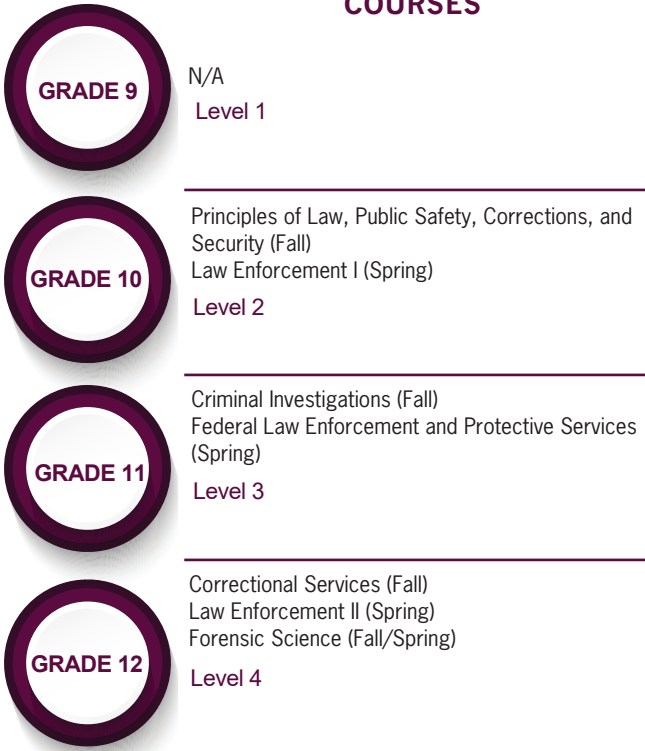 COURSES
GRADE 9
N/A
Level 1
GRADE 10
Principles of Law, Public Safety, Corrections, and
Security (Fall)
Law Enforcement I (Spring)
Level 2
GRADE 11
Criminal Investigations (Fall)
Federal Law Enforcement and Protective Services
(Spring)
Level 3
GRADE 12
Correctional Services (Fall)
Law Enforcement II (Spring)
Forensic Science (Fall/Spring)
Level 4